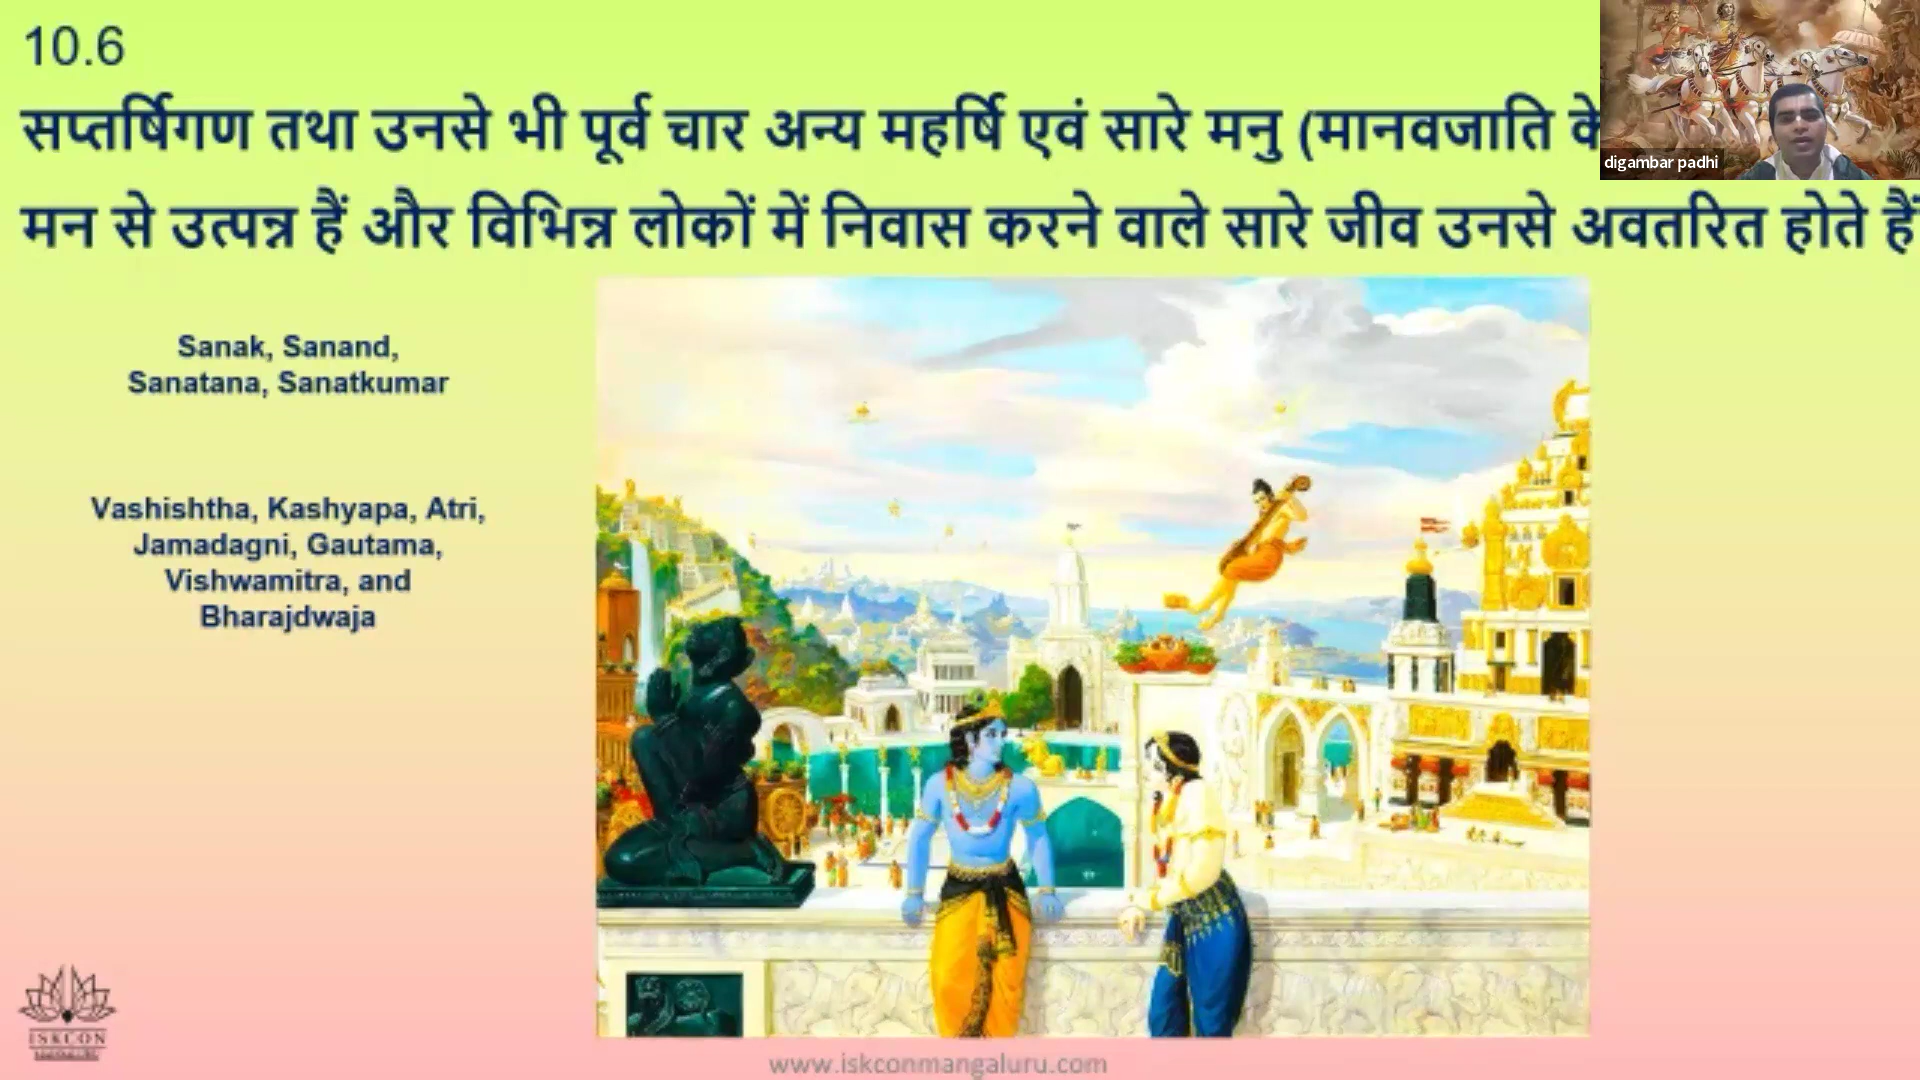 10.6
सप्तर्षिगण तथा उनसे भी पूर्व चार अन्य महर्षि एवं सारे मनु (मानवजाति के
मन से उत्पन्न हैं और विभिन्न लोकों में निवास करने वाले सारे जीव उनसे अवतरित होते हैं
digambar padhi
Sanak, Sanand,
Sanatana, Sanatkumar
Vashishtha, Kashyapa, Atri,
Jamadagni, Gautama,
Vishwamitra, and
Bharajdwaja
ISKCON
www.iskconmangaluru.com